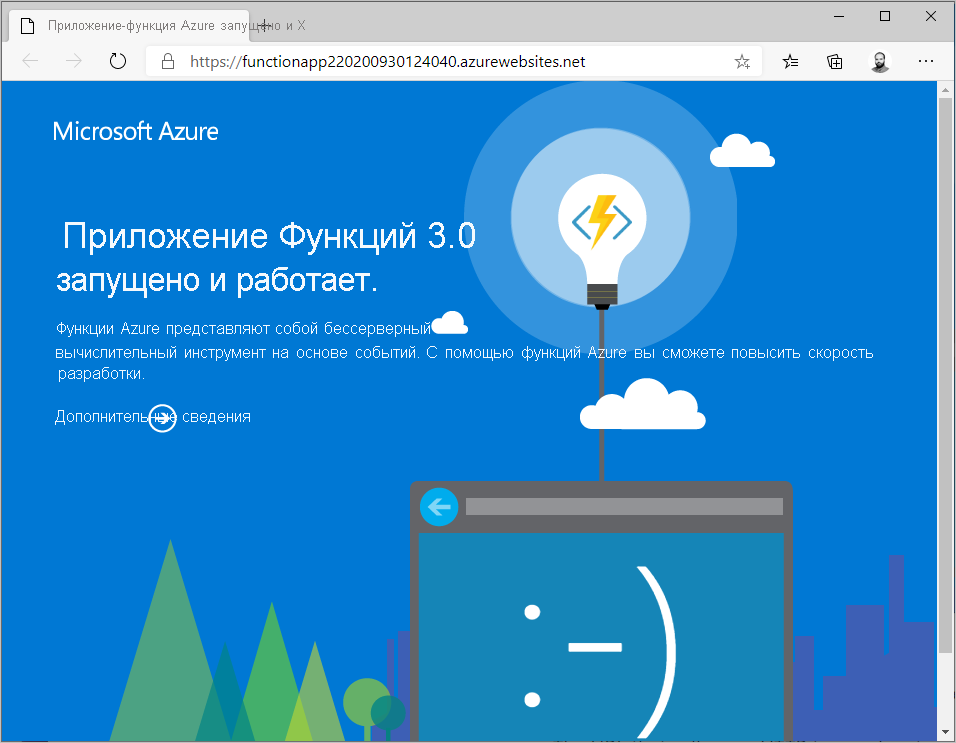 Приложение-функция Azure запущено и X
https://functionapp220200930124040.azurewebsites.net
Microsoft Azure
Приложение Функций 3.0
запущено и работает.
Функции Azure представляют собой бессерверный
вычислительный инструмент на основе событий. С помощью функций Azure вы сможете повысить скорость
разработки.
Дополнительные сведения
:-)